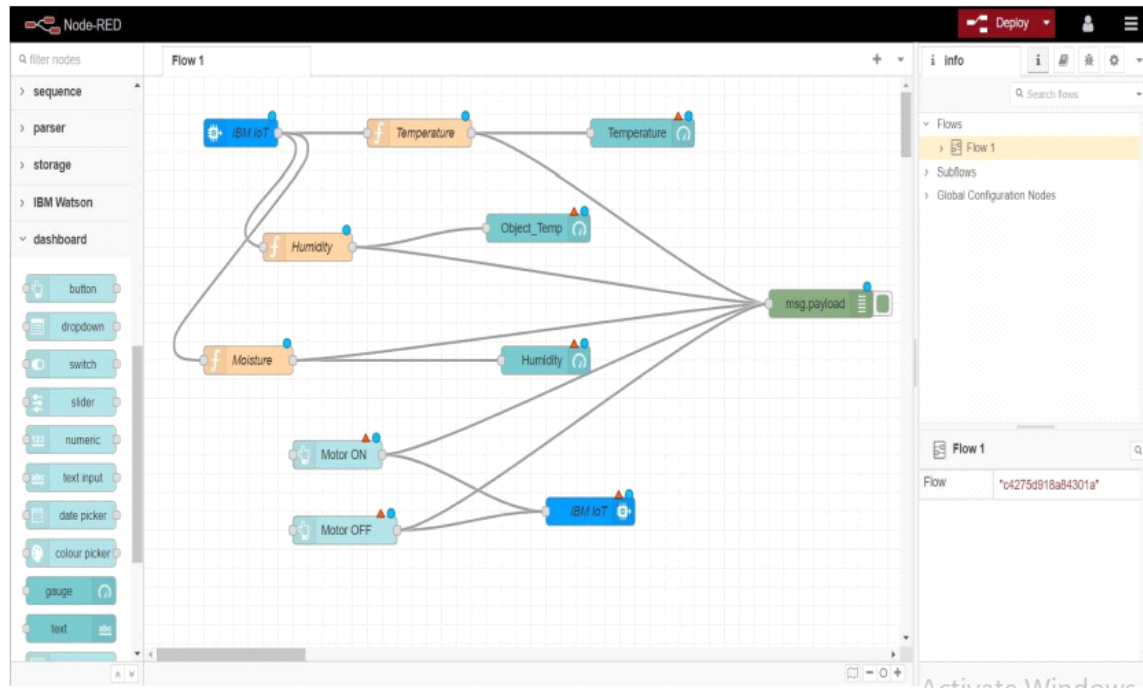 Node-RED
Deploy
filter nodes
Flow 1
i info
i
Search flows
sequence
parser
storage
IBM Watson
dashboard
button
dropdown
switch
slider
123 numeric
abc text input
date picker
colour picker
gauge
text abc
IBM IoT
f Temperature
Temperature
f Humidity
Object_Temp
msg.payload
f Moisture
Humidity
Motor ON
IBM IoT
Motor OFF
Flows
Flow 1
Subflows
Global Configuration Nodes
Flow 1
Flow "c4275d918a84301a"
Activate Windows